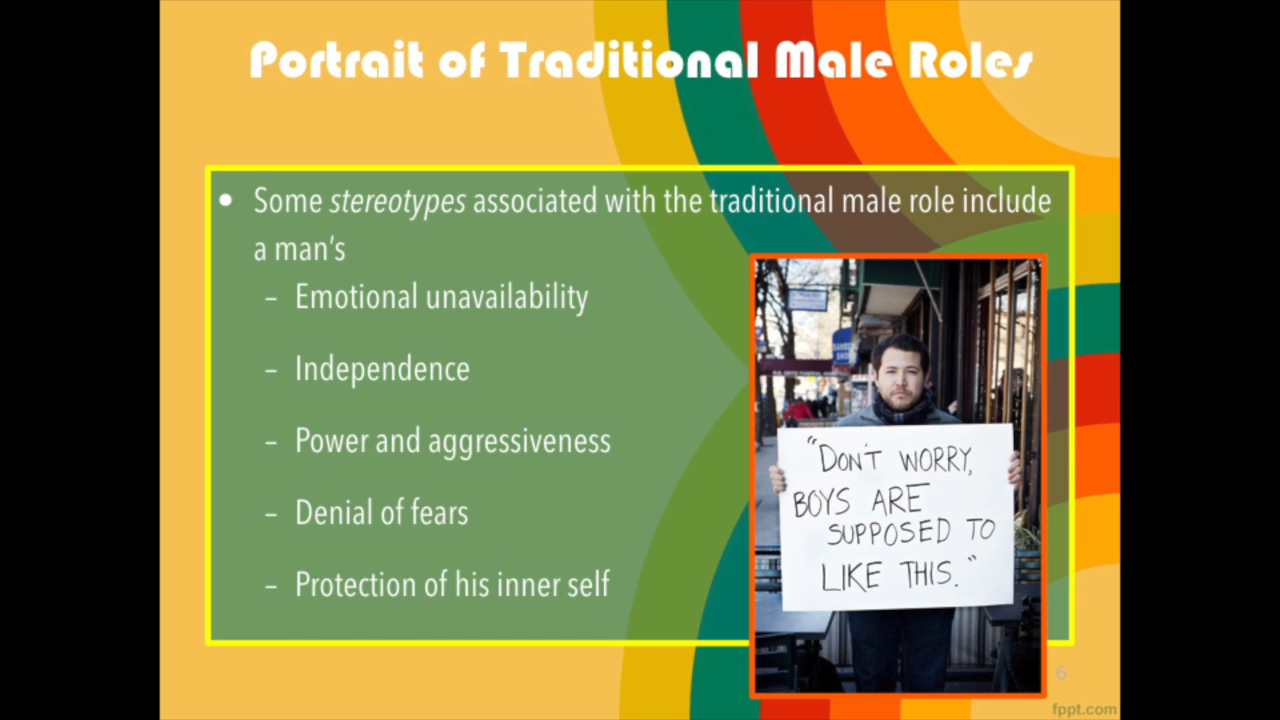 Portrait of Traditional Male Roles
• Some stereotypes associated with the traditional male role include
a man's
– Emotional unavailability
– Independence
– Power and aggressiveness
– Denial of fears
– Protection of his inner self
"DON'T WORRY,
BOYS ARE
SUPPOSED TO
LIKE THIS."
6
fppt.com